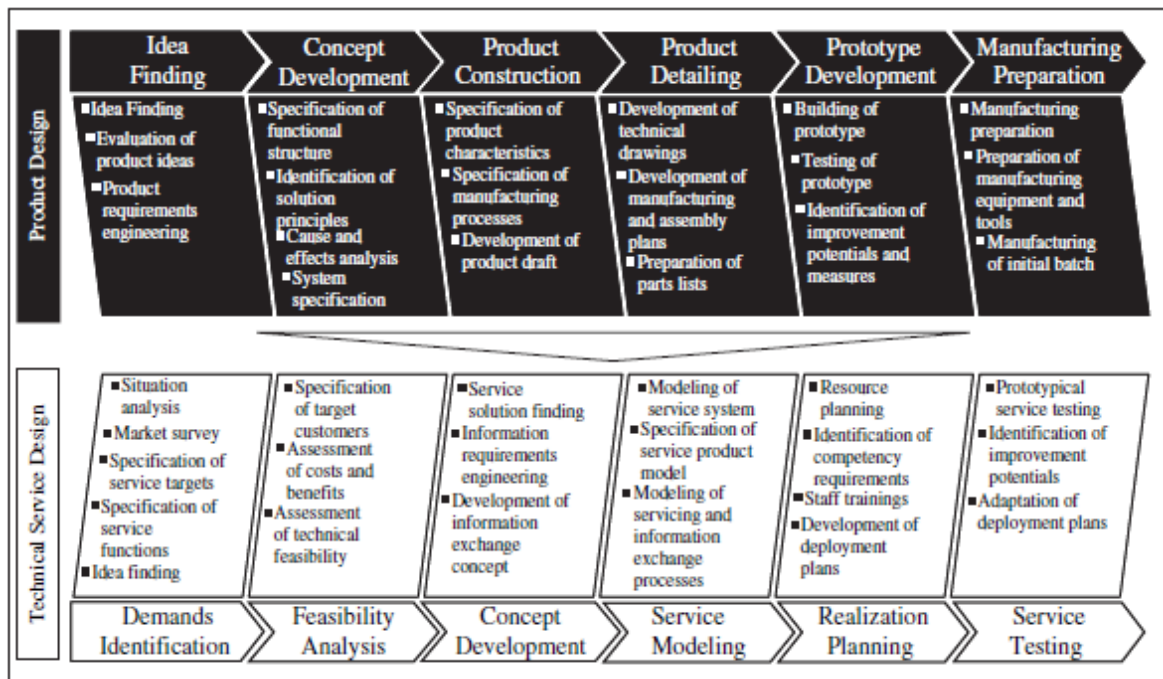 Product Design
Idea
Finding
Concept
Development
Product
Construction
Product
Detailing
Prototype
Development
Manufacturing
Preparation
Idea Finding
Evaluation of
product ideas
Product
requirements
engineering
Specification of
functional
structure
Identification of
solution
principles
Cause and
effects analysis
System
specification
Specification of
product
characteristics
Specification of
manufacturing
processes
Development of
product draft
Development of
technical
drawings
Development of
manufacturing
and assembly
plans
Preparation of
parts lists
Building of
prototype
Testing of
prototype
Identification of
improvement
potentials and
measures
Manufacturing
preparation
Preparation of
manufacturing
equipment and
tools
Manufacturing
of initial batch
Technical Service Design
Situation
analysis
Market survey
Specification of
service targets
Specification of
service
functions
Idea finding
Specification
of target
customers
Assessment
of costs and
benefits
Assessment
of technical
feasibility
Service
solution finding
Information
requirements
engineering
Development of
information
exchange
concept
Modeling of
service system
Specification of
service product
model
Modeling of
servicing and
information
exchange
processes
Resource
planning
Identification of
competency
requirements
Staff trainings
Development of
deployment
plans
Prototypical
service testing
Identification of
improvement
potentials
Adaptation of
deployment plans
Demands
Identification
Feasibility
Analysis
Concept
Development
Service
Modeling
Realization
Planning
Service
Testing